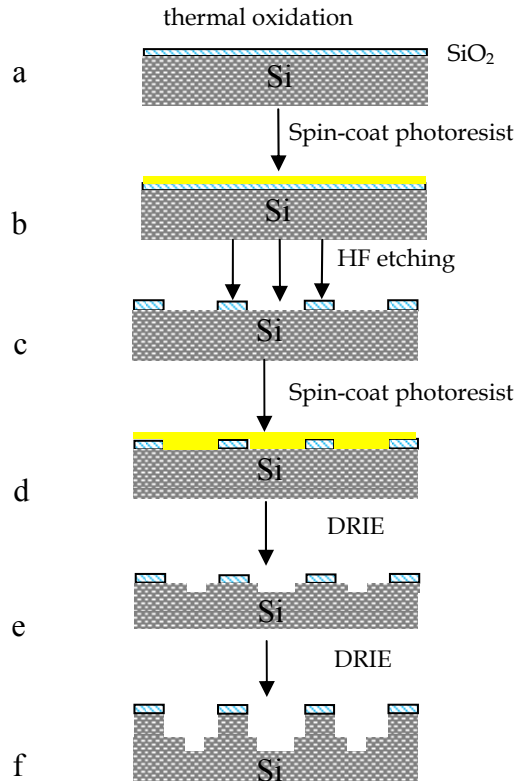 thermal oxidation
a
Si
SiO₂
Spin-coat photoresist
b
Si
HF etching
c
Si
Spin-coat photoresist
d
Si
DRIE
e
Si
DRIE
f
Si